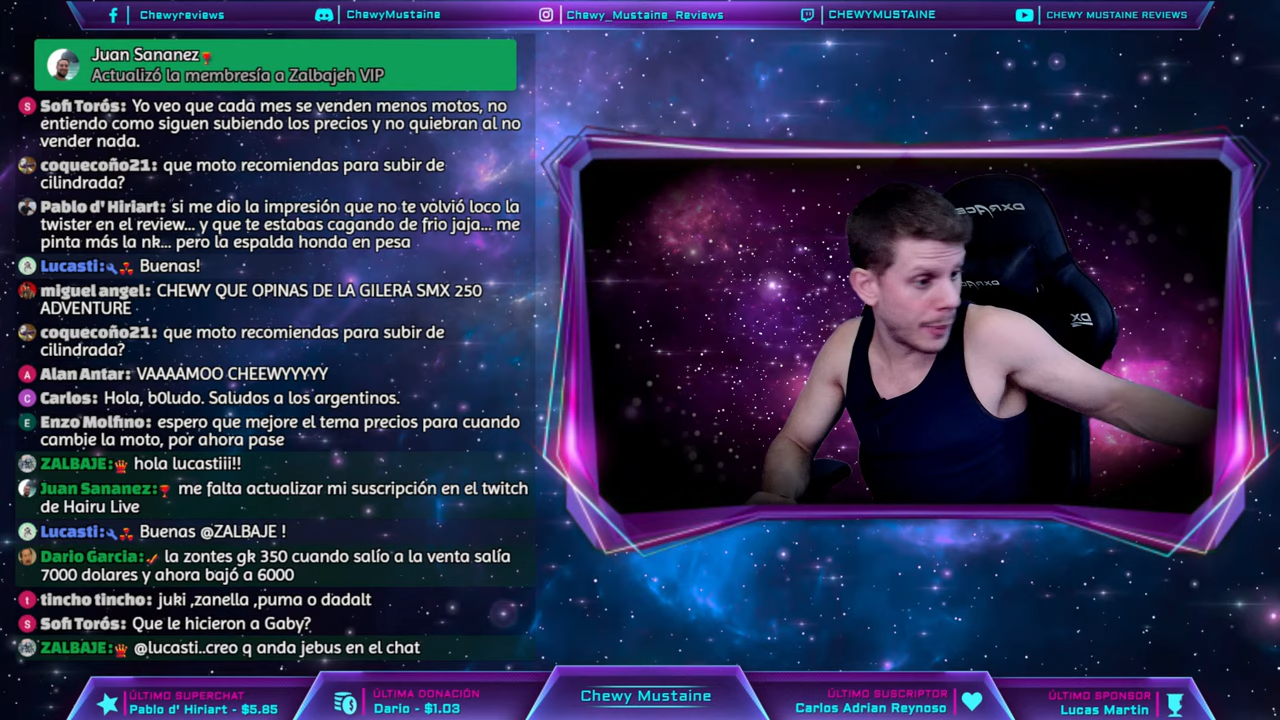 Chewyreviews
ChewyMustaine
Chewy_Mustaine_Reviews
CHEWYMUSTAINE
CHEWY MUSTAINE REVIEWS
Juan Sananez
Actualizó la membresía a Zalbajeh VIP
S Sofi Torós: Yo veo que cada mes se venden menos motos, no
entiendo como siguen subiendo los precios y no quiebran al no
vender nada.
coquecoño21: que moto recomiendas para subir de
cilindrada?
Pablo d' Hiriart: si me dio la impresión que no te volvió loco la
twister en el review... y que te estabas cagando de frio jaja... me
pinta más la nk... pero la espalda honda en pesa
Lucasti: Buenas!
miguel angel: CHEWY QUE OPINAS DE LA GILERA SMX 250
ADVENTURE
coquecoño21: que moto recomiendas para subir de
cilindrada?
A Alan Antar: VAAAAMOO CHEEWYYYYY
C Carlos: Hola, b0ludo. Saludos a los argentinos.
E Enzo Molfino: espero que mejore el tema precios para cuando
cambie la moto, por ahora pase
ZALBAJE: hola lucastiii!!
Juan Sananez: me falta actualizar mi suscripción en el twitch
de Hairu Live
Lucasti: Buenas @ZALBAJE !
Dario Garcia: la zontes gk 350 cuando salío a la venta salía
7000 dolares y ahora bajó a 6000
t tincho tincho: juki ,zanella ,puma o dadalt
S Sofi Torós: Que le hicieron a Gaby?
ZALBAJE: @lucasti..creo q anda jebus en el chat
DX
ÚLTIMO SUPERCHAT
Pablo d' Hiriart - $5.85
ÚLTIMA DONACIÓN
Dario - $1.03
Chewy Mustaine
ÚLTIMO SUSCRIPTOR
Carlos Adrian Reynoso
ÚLTIMO SPONSOR
Lucas Martin